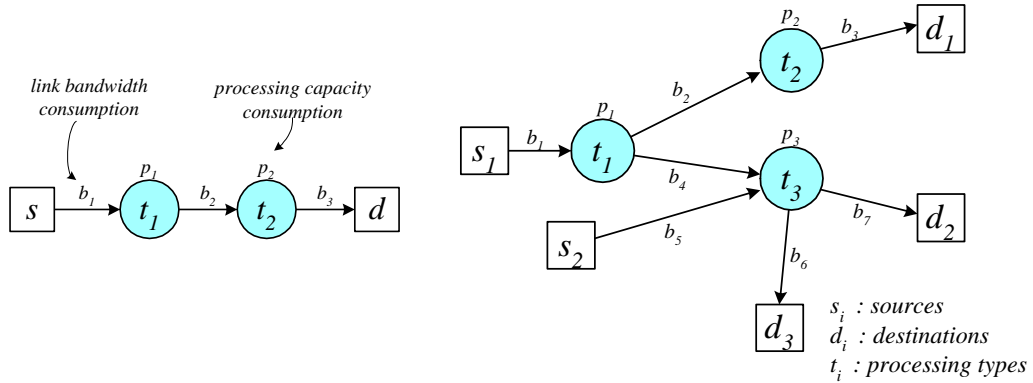 link bandwidth
consumption
processing capacity
consumption
s
b1
p1
t1
b2
p2
t2
b3
d
s1
b1
p1
t1
b2
p2
t2
b3
d1
b4
p3
t3
s2
b5
b7
d2
b6
d3
si : sources
di : destinations
ti : processing types